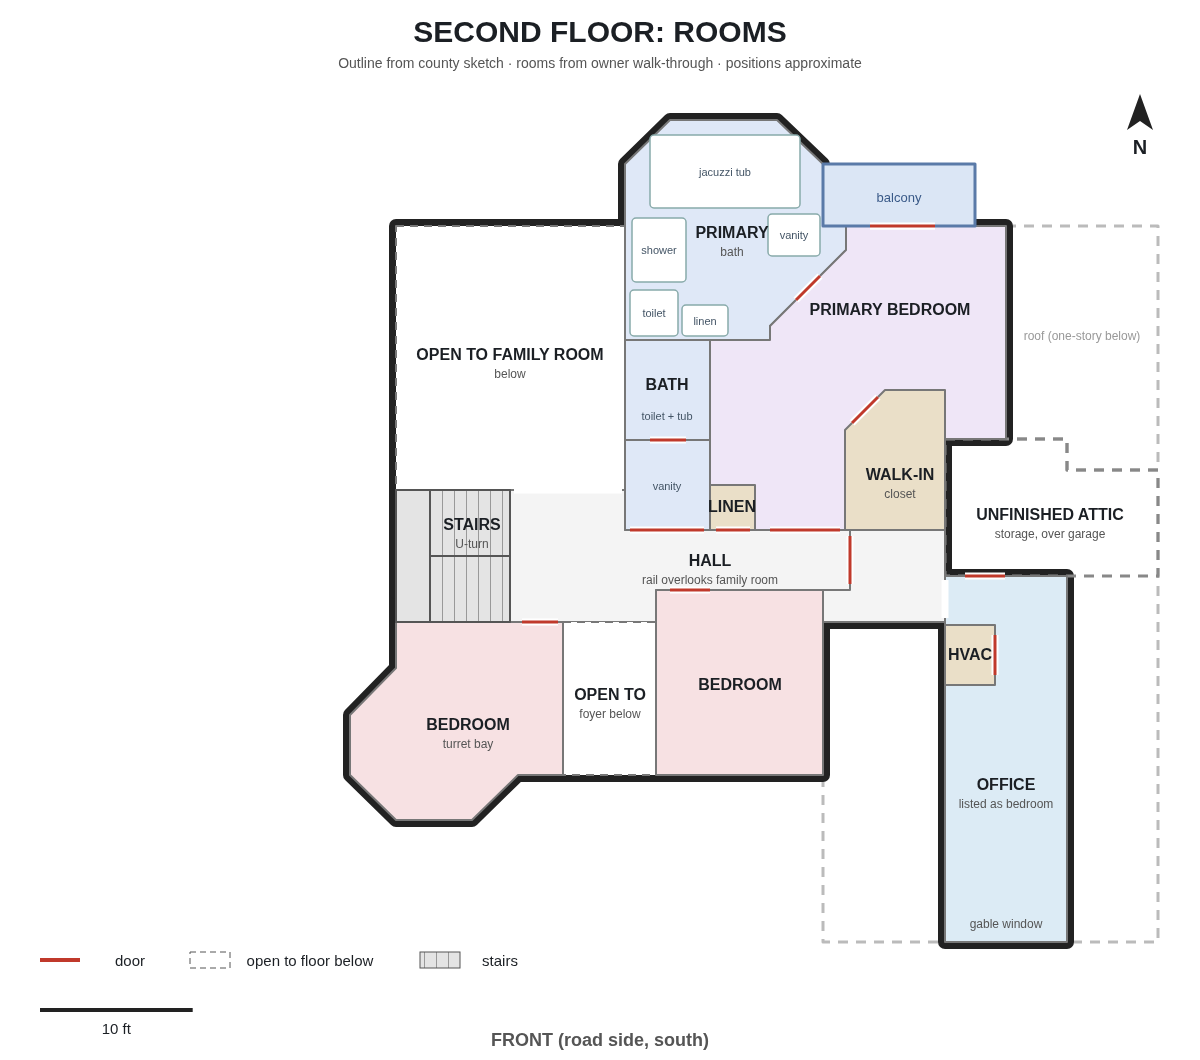 SECOND FLOOR: ROOMS
Outline from county sketch · rooms from owner walk-through · positions approximate
N
jacuzzi tub
balcony
shower
PRIMARY
bath
vanity
toilet
linen
PRIMARY BEDROOM
roof (one-story below)
OPEN TO FAMILY ROOM
below
BATH
toilet + tub
vanity
LINEN
WALK-IN
closet
UNFINISHED ATTIC
storage, over garage
STAIRS
U-turn
HALL
rail overlooks family room
HVAC
BEDROOM
turret bay
OPEN TO
foyer below
BEDROOM
OFFICE
listed as bedroom
gable window
door
open to floor below
stairs
10 ft
FRONT (road side, south)